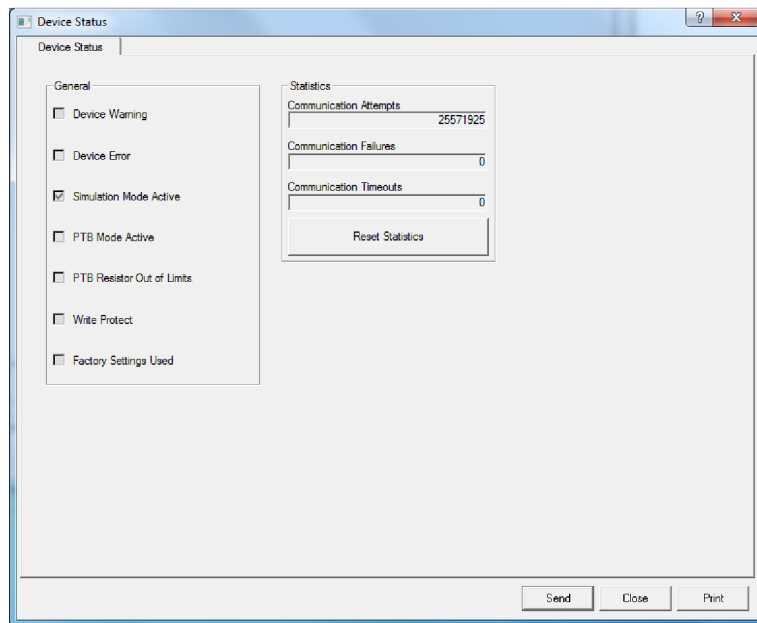 Device Status
Device Status
General
Device Warning
Device Error
Simulation Mode Active
PTB Mode Active
PTB Resistor Out of Limits
Write Protect
Factory Settings Used
Statistics
Communication Attempts
25571925
Communication Failures
0
Communication Timeouts
0
Reset Statistics
Send
Close
Print